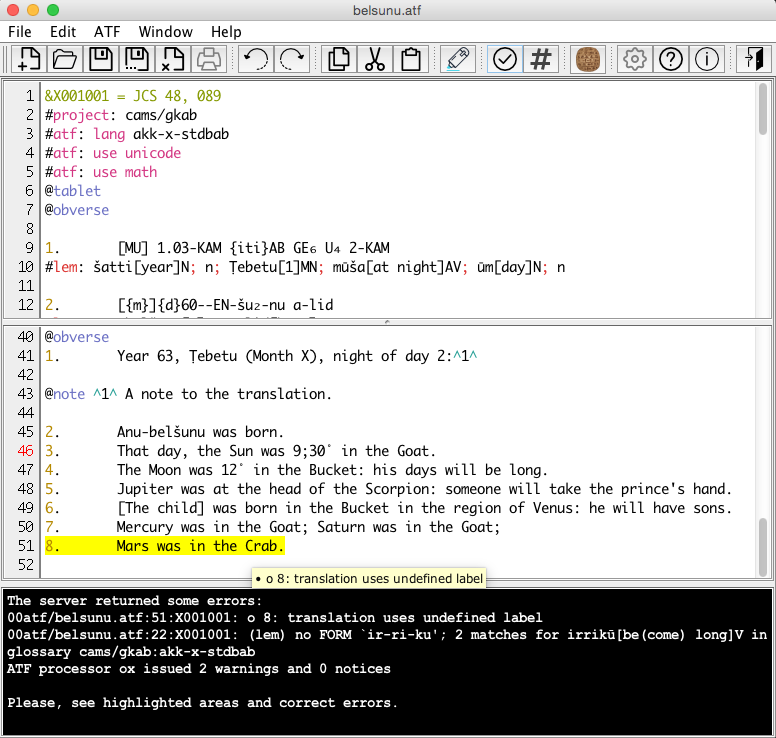 belsunu.atf
File Edit ATF Window Help
1 &X001001 = JCS 48, 089
2 #project: cams/gkab
3 #atf: lang akk-x-stdbab
4 #atf: use unicode
5 #atf: use math
6 @tablet
7 @obverse
8
9 1. [MU] 1.03-KAM {iti}AB GE₆ U₄ 2-KAM
10 #lem: šatti[year]N; n; Ṭebetu[1]MN; mūša[at night]AV; ūm[day]N; n
11
12 2. [{m}]{d}60--EN-šu₂-nu a-lid
40 @obverse
41 1. Year 63, Ṭebetu (Month X), night of day 2:^1^
42
43 @note ^1^ A note to the translation.
44
45 2. Anu-belšunu was born.
46 3. That day, the Sun was 9;30˚ in the Goat.
47 4. The Moon was 12˚ in the Bucket: his days will be long.
48 5. Jupiter was at the head of the Scorpion: someone will take the prince's hand.
49 6. [The child] was born in the Bucket in the region of Venus: he will have sons.
50 7. Mercury was in the Goat; Saturn was in the Goat;
51 8. Mars was in the Crab.
52
• o 8: translation uses undefined label
The server returned some errors:
00atf/belsunu.atf:51:X001001: o 8: translation uses undefined label
00atf/belsunu.atf:22:X001001: (lem) no FORM `ir-ri-ku'; 2 matches for irrikū[be(come) long]V in
glossary cams/gkab:akk-x-stdbab
ATF processor ox issued 2 warnings and 0 notices
Please, see highlighted areas and correct errors.